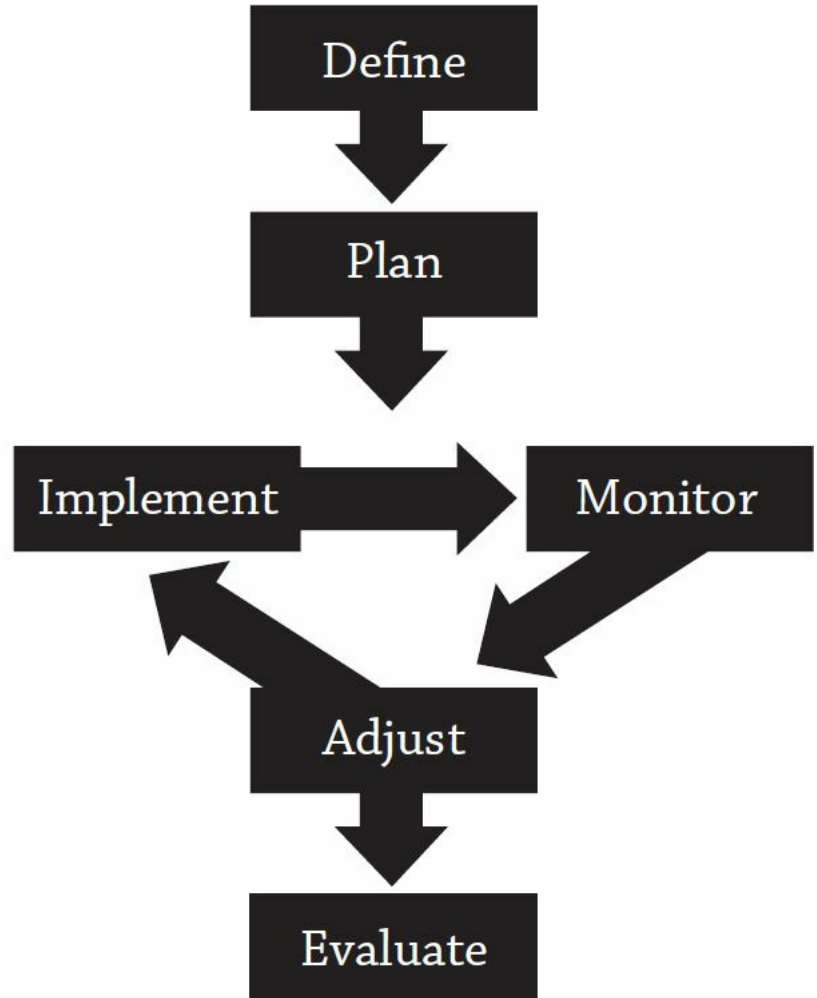 Define
Plan
Implement
Monitor
Adjust
Evaluate